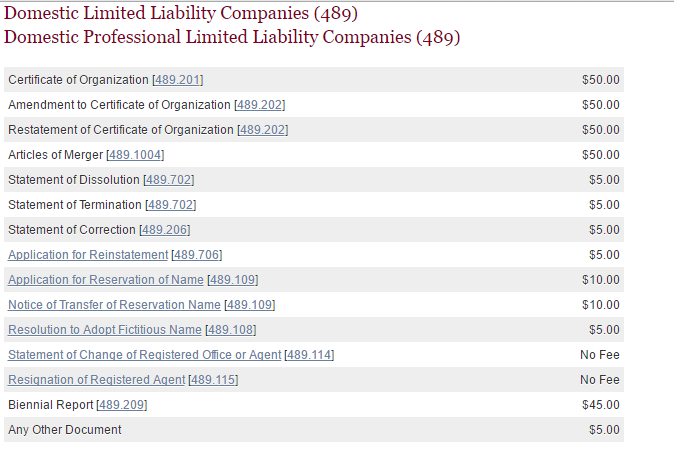 Domestic Limited Liability Companies (489)
Domestic Professional Limited Liability Companies (489)
Certificate of Organization [489.201] $50.00
Amendment to Certificate of Organization [489.202] $50.00
Restatement of Certificate of Organization [489.202] $50.00
Articles of Merger [489.1004] $50.00
Statement of Dissolution [489.702] $5.00
Statement of Termination [489.702] $5.00
Statement of Correction [489.206] $5.00
Application for Reinstatement [489.706] $5.00
Application for Reservation of Name [489.109] $10.00
Notice of Transfer of Reservation Name [489.109] $10.00
Resolution to Adopt Fictitious Name [489.108] $5.00
Statement of Change of Registered Office or Agent [489.114] No Fee
Resignation of Registered Agent [489.115] No Fee
Biennial Report [489.209] $45.00
Any Other Document $5.00